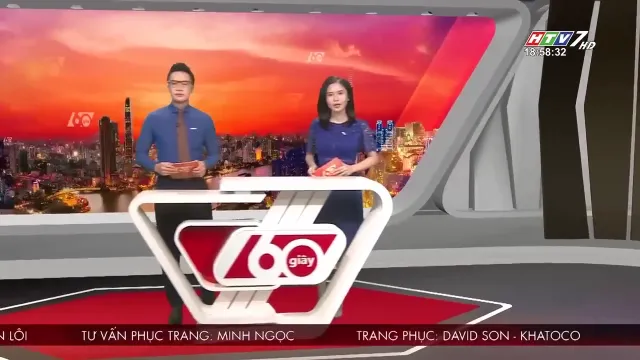 HTV7 HD
18:58:32
60
giây
N LÔI TƯ VẤN PHỤC TRANG: MINH NGỌC TRANG PHỤC: DAVID SON - KHATOCO